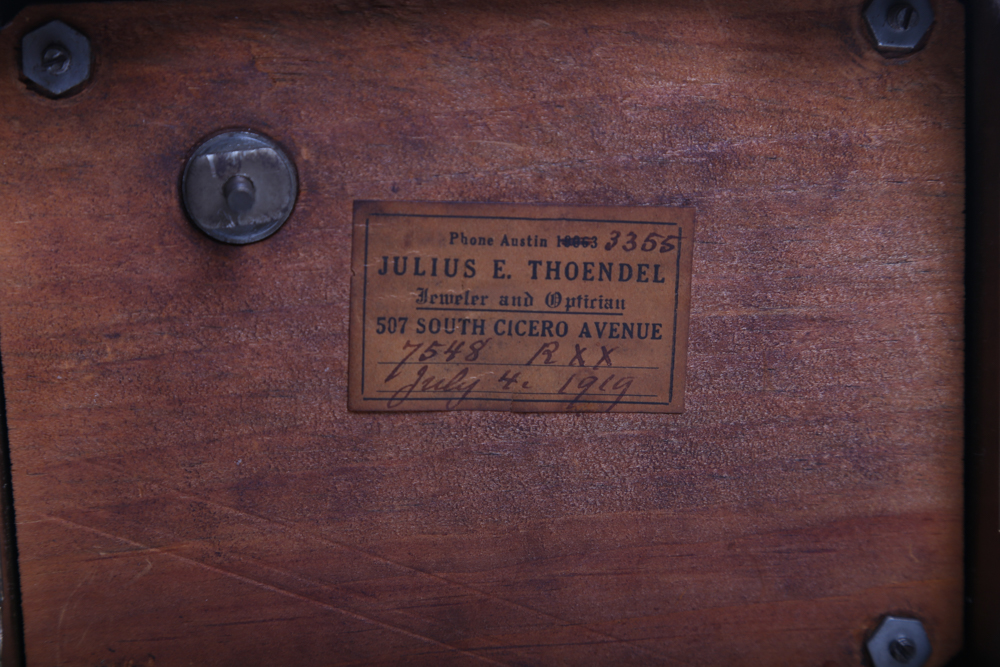 Phone Austin 3355
JULIUS E. THOENDEL
Jeweler and Optician
507 SOUTH CICERO AVENUE
7548 RXX
July 4. 1919